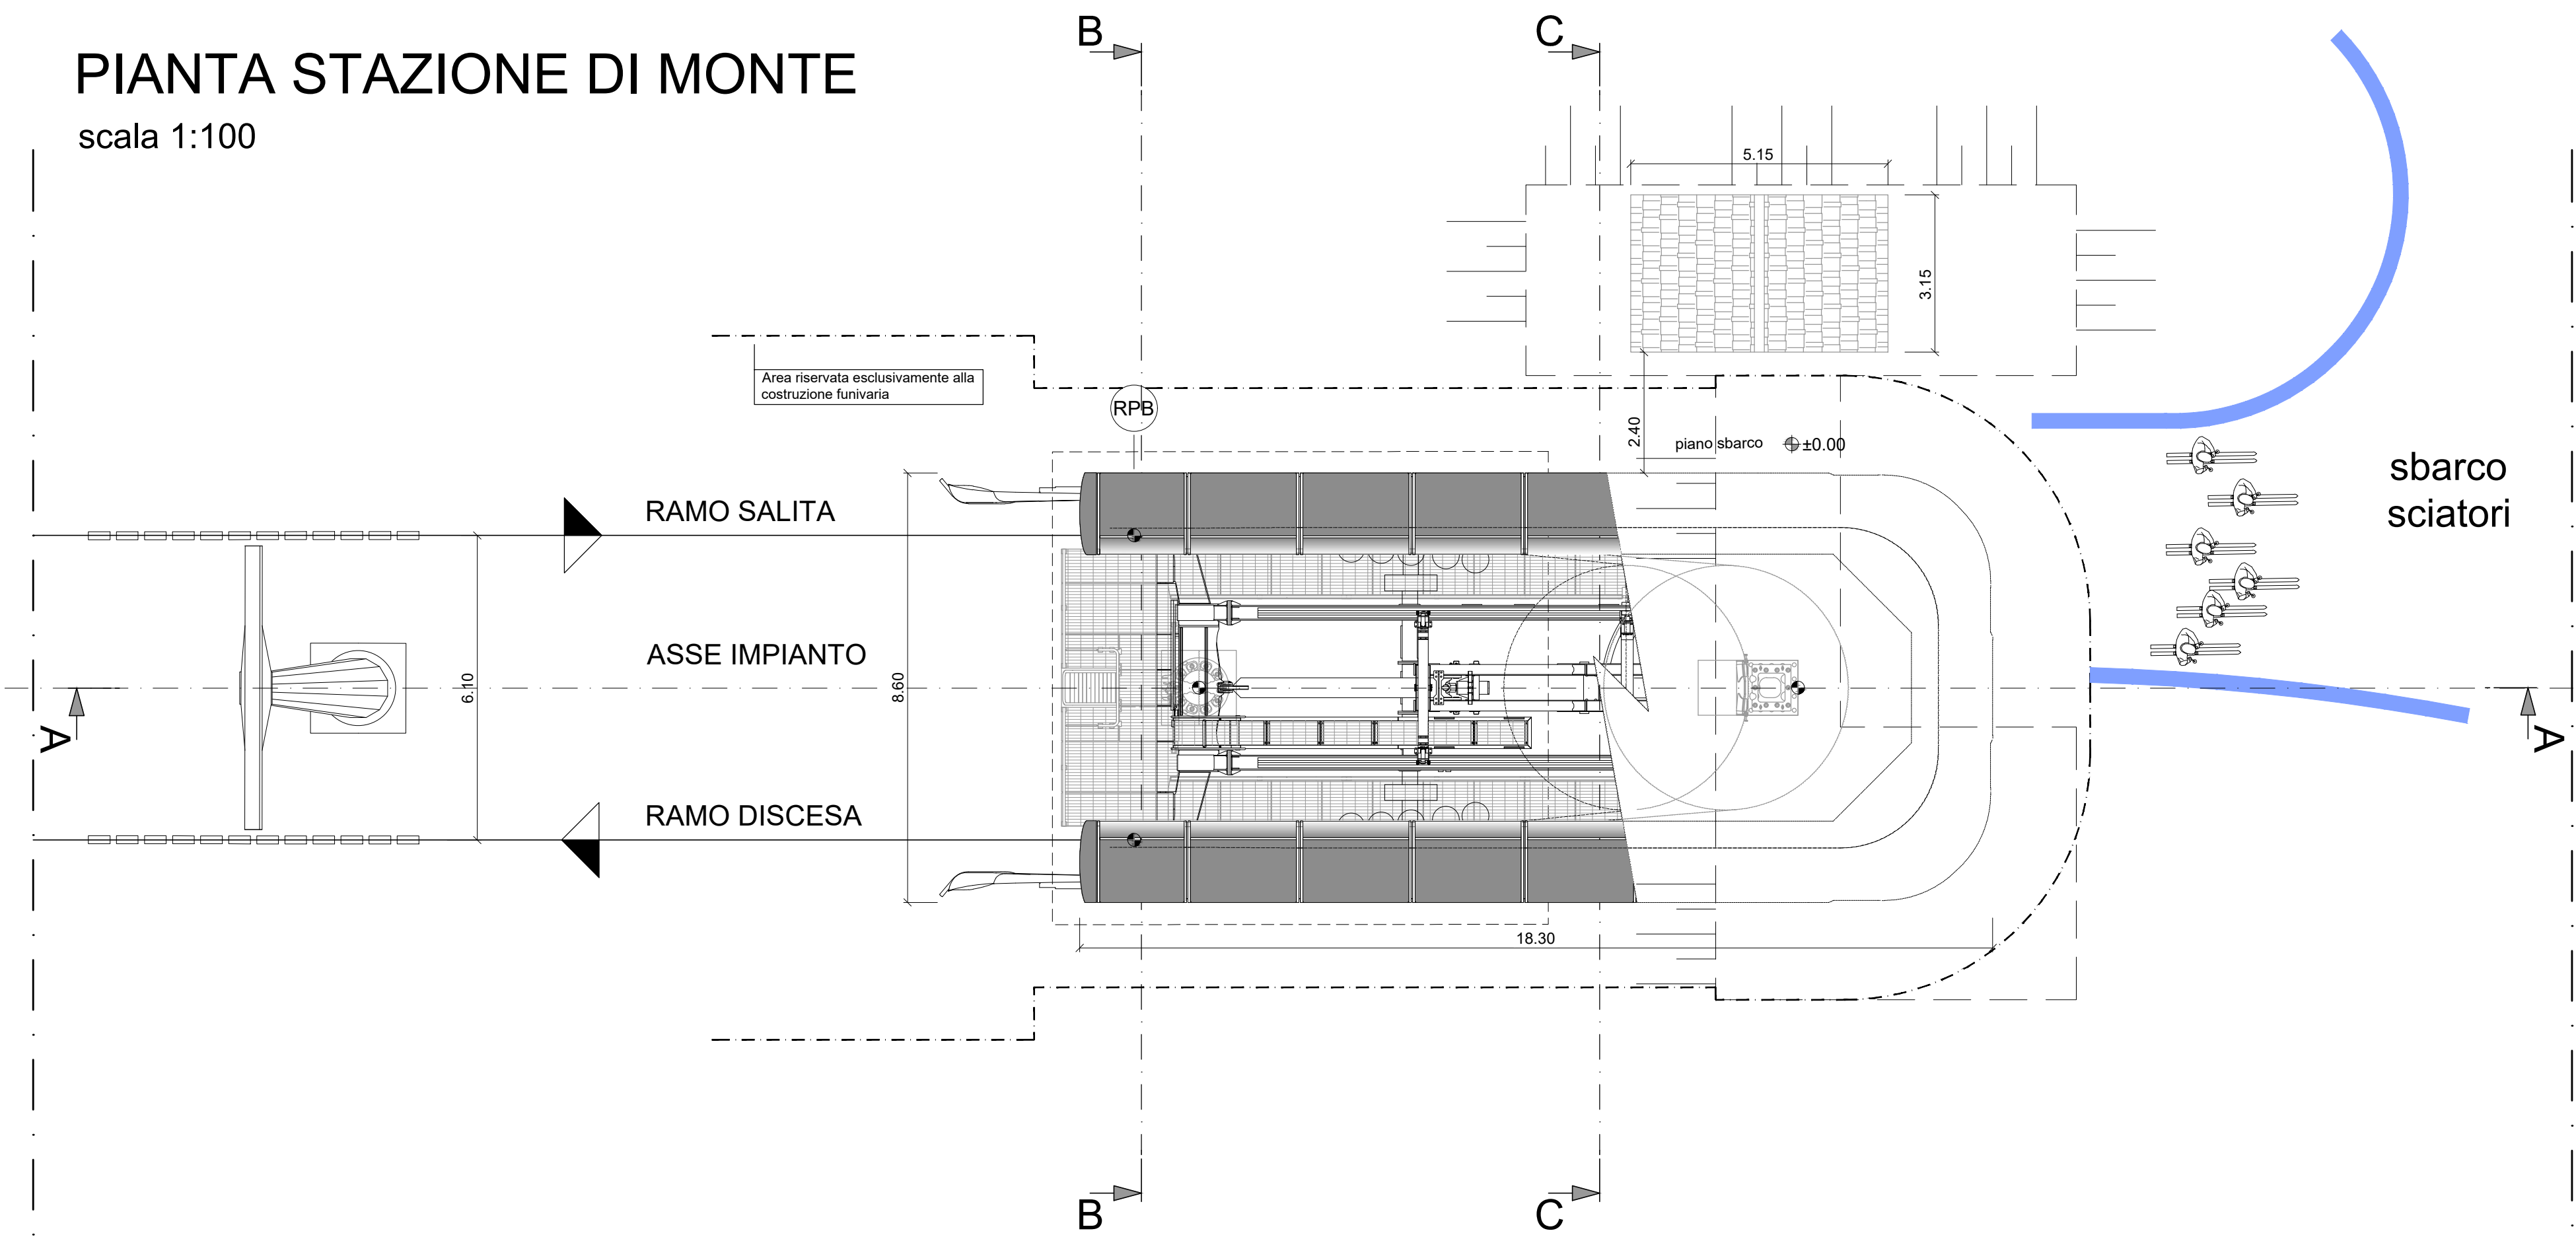 PIANTA STAZIONE DI MONTE
scala 1:100
B
C
5.15
3.15
Area riservata esclusivamente alla
costruzione funivaria
RPB
2.40
piano sbarco ±0.00
sbarco
sciatori
RAMO SALITA
ASSE IMPIANTO
6.10
8.60
A
A
RAMO DISCESA
18.30
B
C